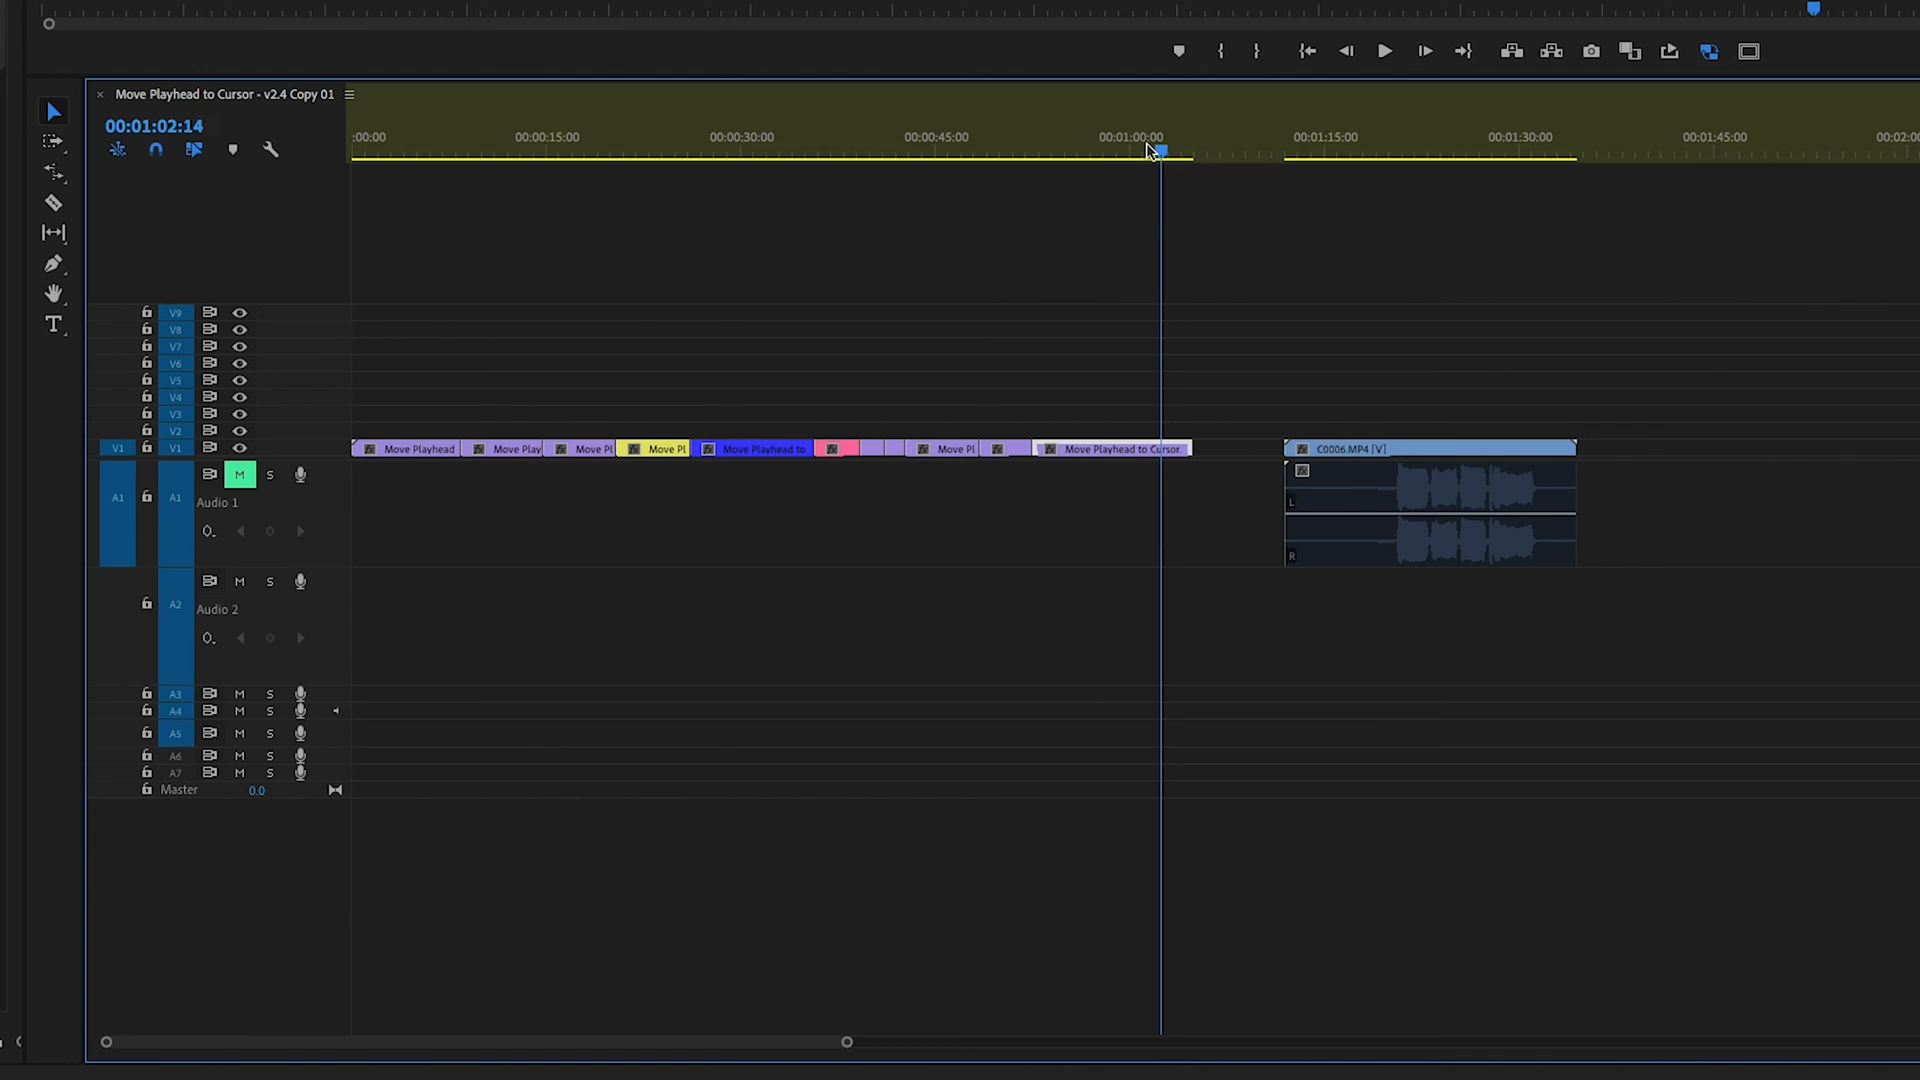 Move Playhead to Cursor - v2.4 Copy 01
00:01:02:14
:00:00 00:00:15:00 00:00:30:00 00:00:45:00 00:01:00:00 00:01:15:00 00:01:30:00 00:01:45:00 00:02:00
V9
V8
V7
V6
V5
V4
V3
V2
V1 V1 Move Playhead Move Play Move Pl Move Pl Move Playhead to Move Pl Move Playhead to Cursor. C0006.MP4 [V]
M S
A1 A1 Audio 1 L
R
M S
A2 Audio 2
A3 M S
A4 M S
A5 M S
A6 M S
A7 M S
Master 0.0